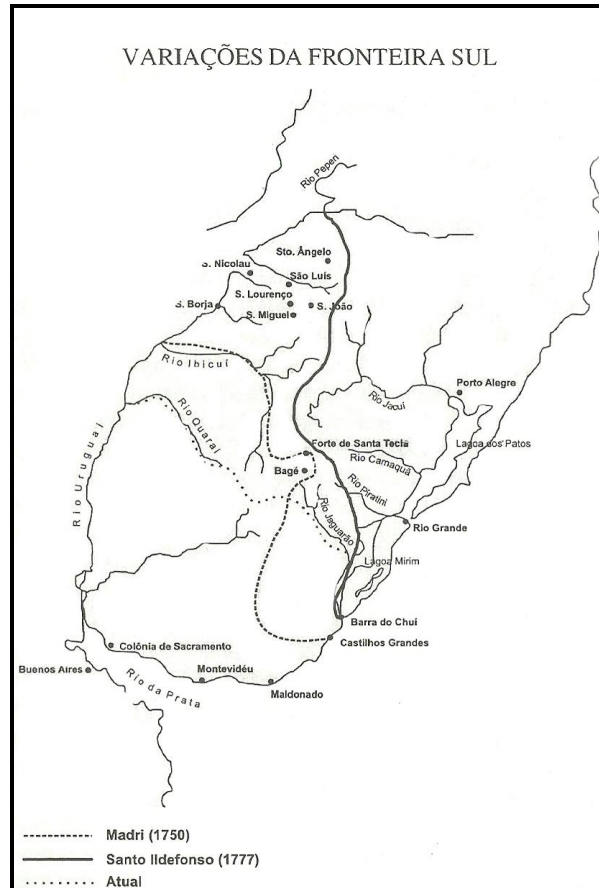 VARIAÇÕES DA FRONTEIRA SUL
Rio Peperi
Sto. Ângelo
S. Nicolau
São Luís
S. Lourenço
S. Borja
S. João
S. Miguel
Rio Ibicuí
Rio Jacuí
Porto Alegre
Rio Quaraí
Forte de Santa Tecla
Lagoa dos Patos
Rio Camaquã
Bagé
Rio Piratini
Rio Uruguai
Rio Jaguarão
Rio Grande
Lagoa Mirim
Barra do Chuí
Castilhos Grandes
Colônia de Sacramento
Buenos Aires
Montevidéu
Rio da Prata
Maldonado
Madri (1750)
Santo Ildefonso (1777)
Atual